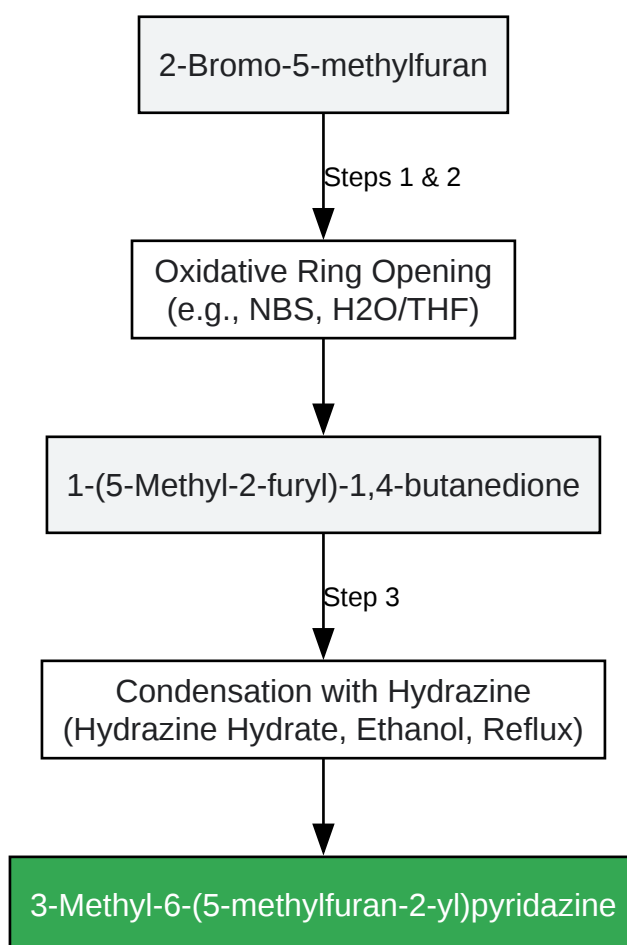 2-Bromo-5-methylfuran
Steps 1 & 2
Oxidative Ring Opening
(e.g., NBS, H2O/THF)
1-(5-Methyl-2-furyl)-1,4-butanedione
Step 3
Condensation with Hydrazine
(Hydrazine Hydrate, Ethanol, Reflux)
3-Methyl-6-(5-methylfuran-2-yl)pyridazine